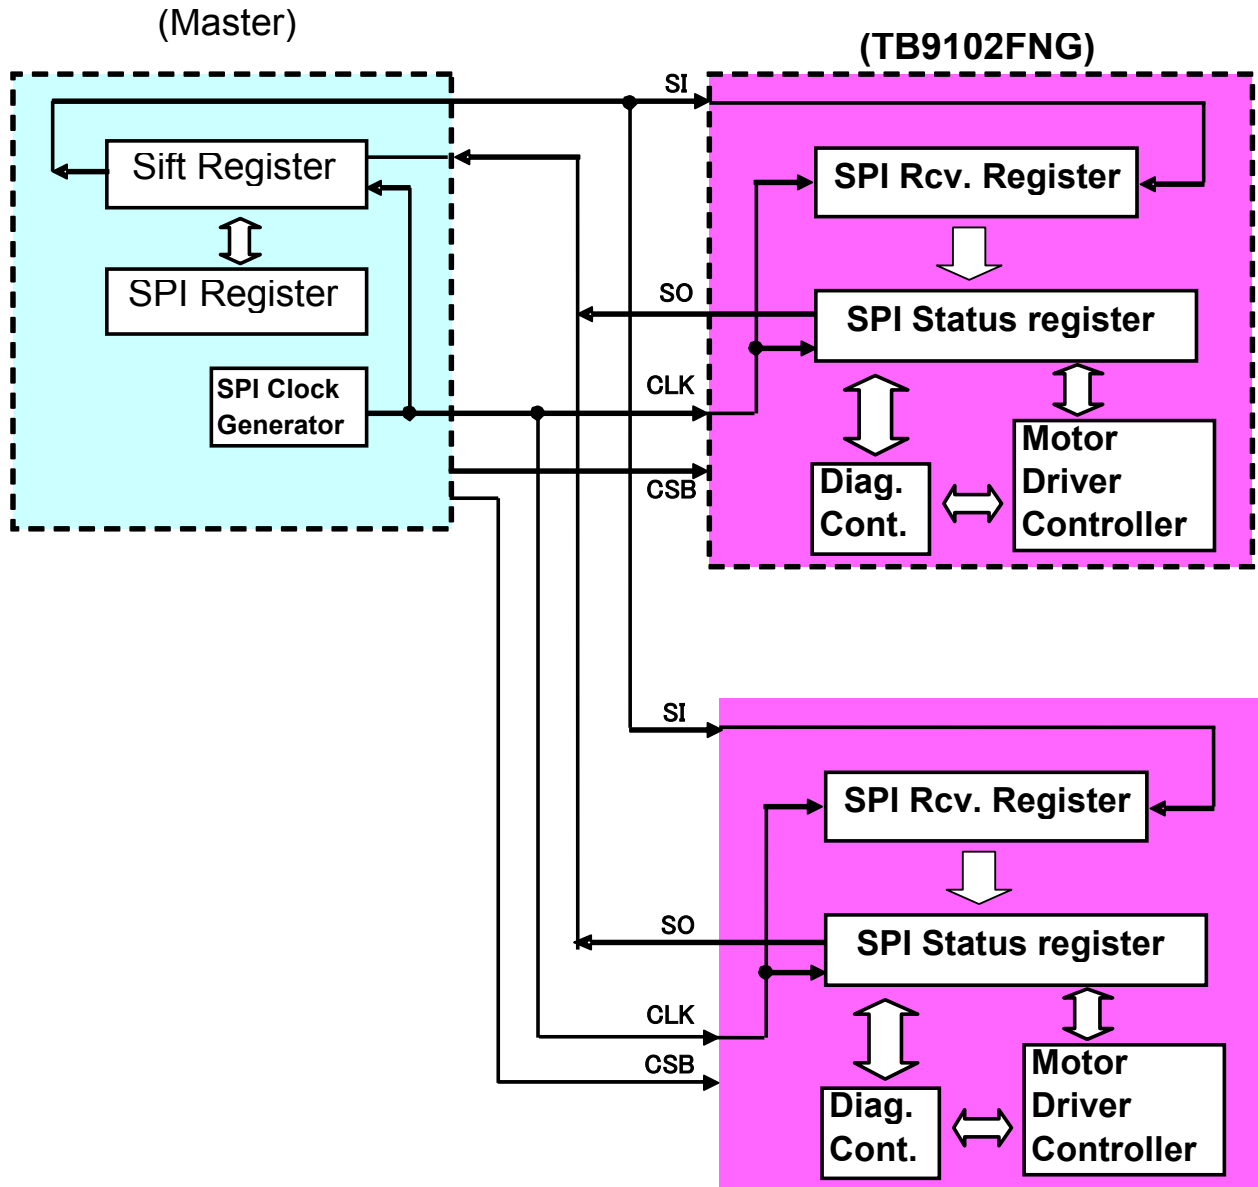 (Master)
(TB9102FNG)
SI
Sift Register
SPI Rcv. Register
SPI Register
SO
SPI Status register
SPI Clock
Generator
CLK
CSB
Diag.
Cont.
Motor
Driver
Controller
SI
SPI Rcv. Register
SO
SPI Status register
CLK
CSB
Diag.
Cont.
Motor
Driver
Controller